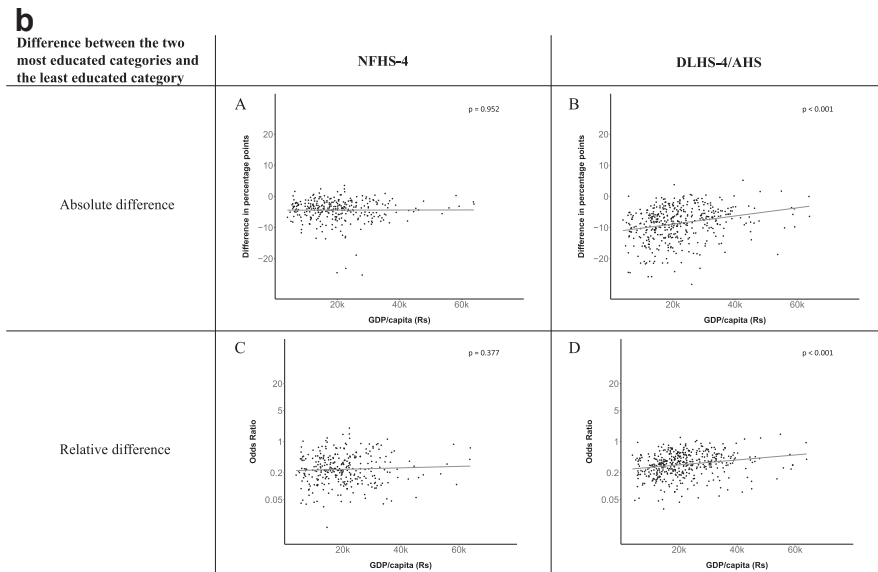 b
Difference between the two
most educated categories and
the least educated category
NFHS-4
DLHS-4/AHS
Absolute difference
A
p = 0.952
Difference in percentage points
20
10
0
−10
−20
20k
40k
60k
GDP/capita (Rs)
B
p < 0.001
Difference in percentage points
20
10
0
−10
−20
20k
40k
60k
GDP/capita (Rs)
Relative difference
C
p = 0.377
Odds Ratio
20
5
1
0.2
0.05
20k
40k
60k
GDP/capita (Rs)
D
p < 0.001
Odds Ratio
20
5
1
0.2
0.05
20k
40k
60k
GDP/capita (Rs)